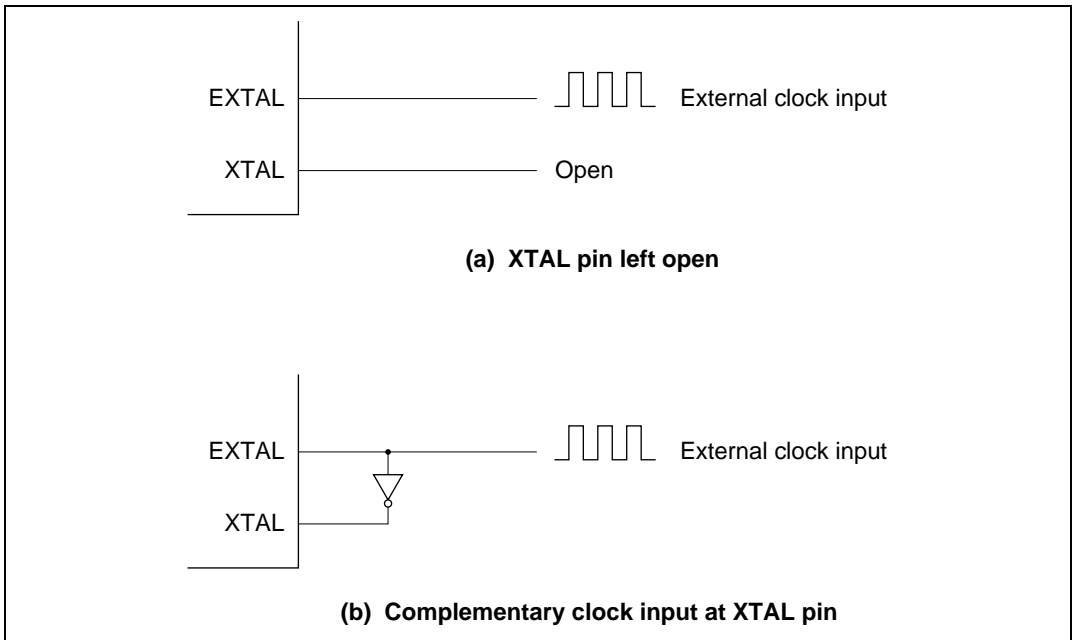 EXTAL External clock input
XTAL Open
(a) XTAL pin left open
EXTAL External clock input
XTAL
(b) Complementary clock input at XTAL pin